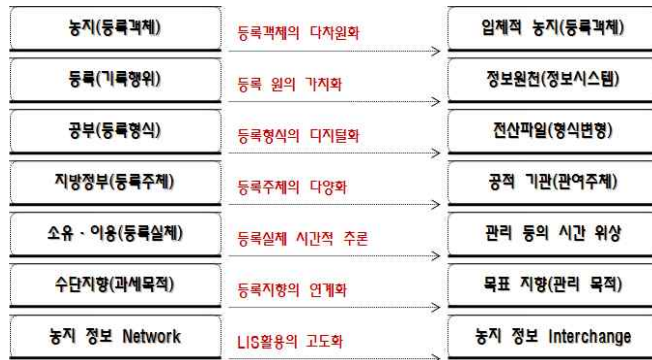 농지(등록객체) 등록객체의 다차원화 입체적 농지(등록객체)
등록(기록행위) 등록 원의 가치화 정보원천(정보시스템)
공부(등록형식) 등록형식의 디지털화 전산파일(형식변형)
지방정부(등록주체) 등록주체의 다양화 공적 기관(관여주체)
소유 · 이용(등록실체) 등록실체 시간적 추론 관리 등의 시간 위상
수단지향(과세목적) 등록지향의 연계화 목표 지향(관리 목적)
농지 정보 Network LIS활용의 고도화 농지 정보 Interchange